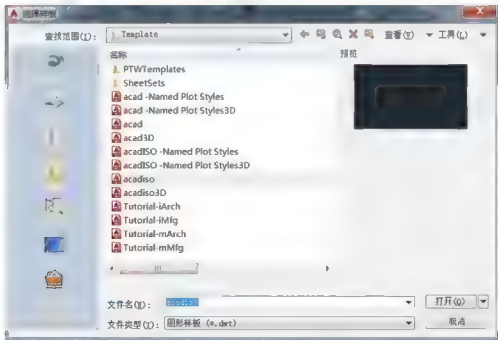 选择样板
查找范围(I): Template 查看(V) 工具(L)
名称 预览
PTWTemplates
SheetSets
acad -Named Plot Styles
acad -Named Plot Styles3D
acad
acad3D
acadISO -Named Plot Styles
acadISO -Named Plot Styles3D
acadiso
acadiso3D
Tutorial-iArch
Tutorial-iMfg
Tutorial-mArch
Tutorial-mMfg
文件名(N): 打开(O)
文件类型(T): 图形样板 (*.dwt)